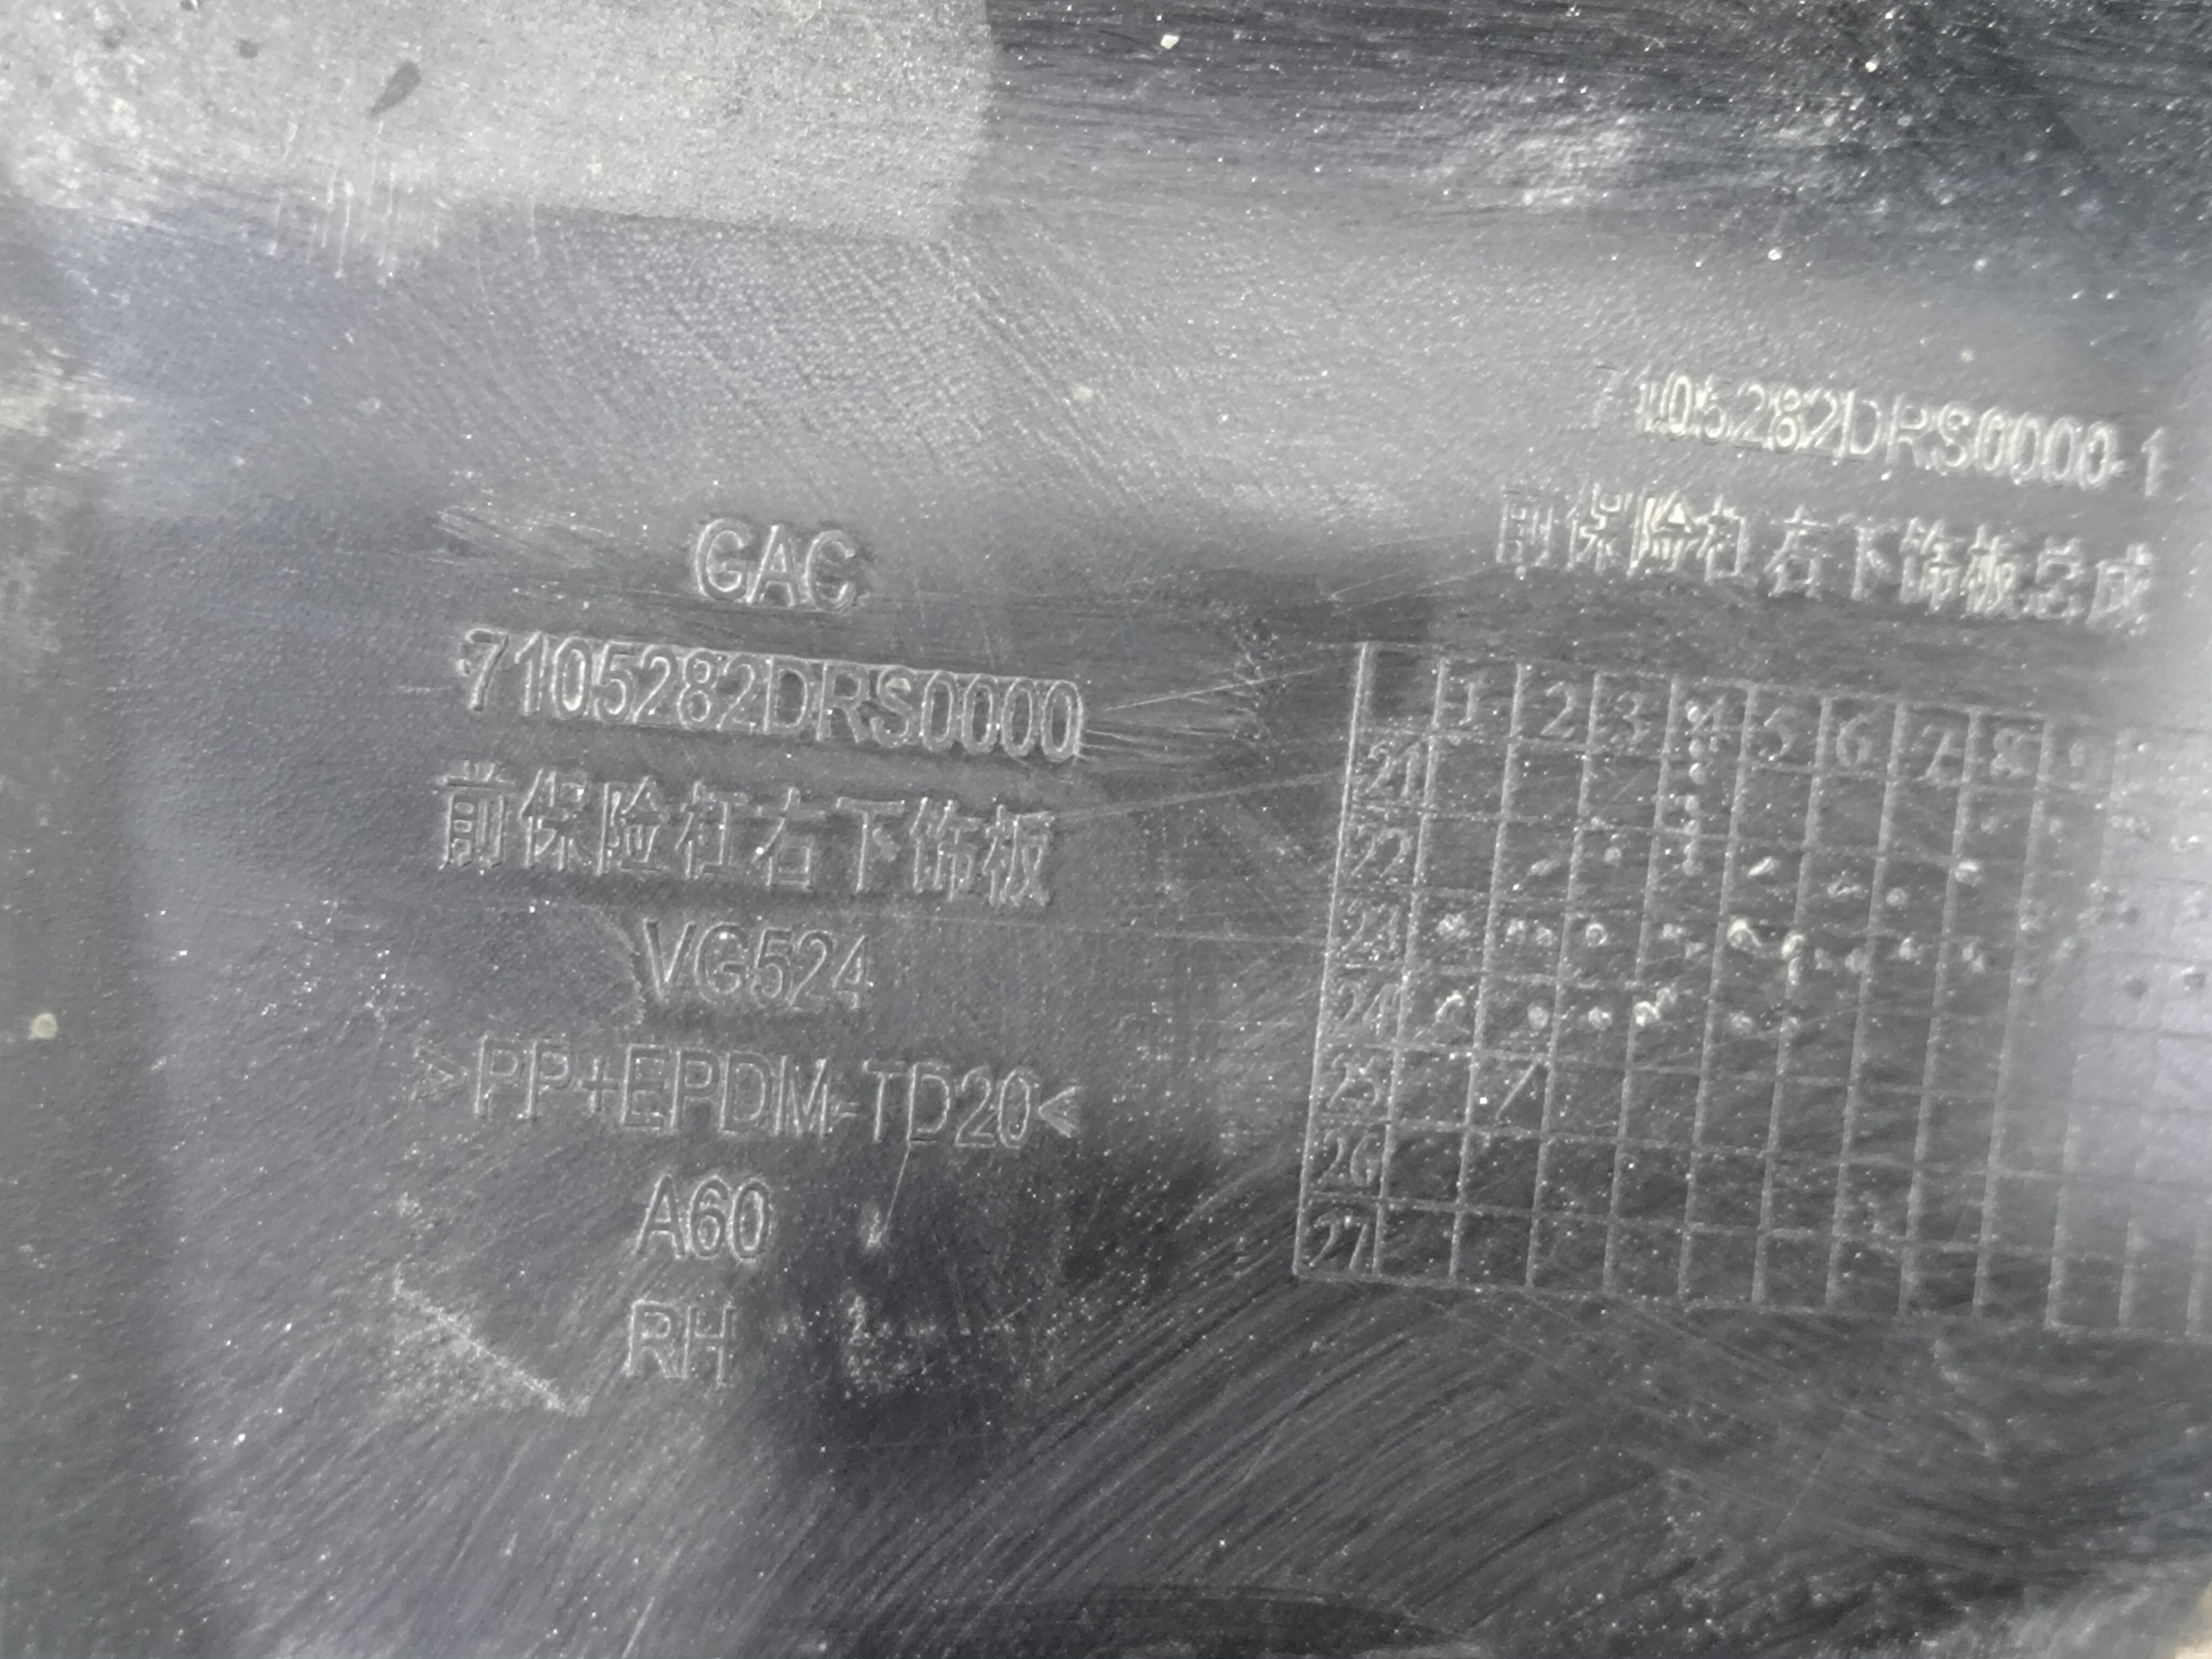 GAC
7105282DRS0000
前保险杠右下饰板
VG524
>PP+EPDM-TD20<
A60
RH
7105282DRS0000-1
前保险杠右下饰板总成
1 2 3 4 5 6 7 8 9
21
22
23
24
25
26
27